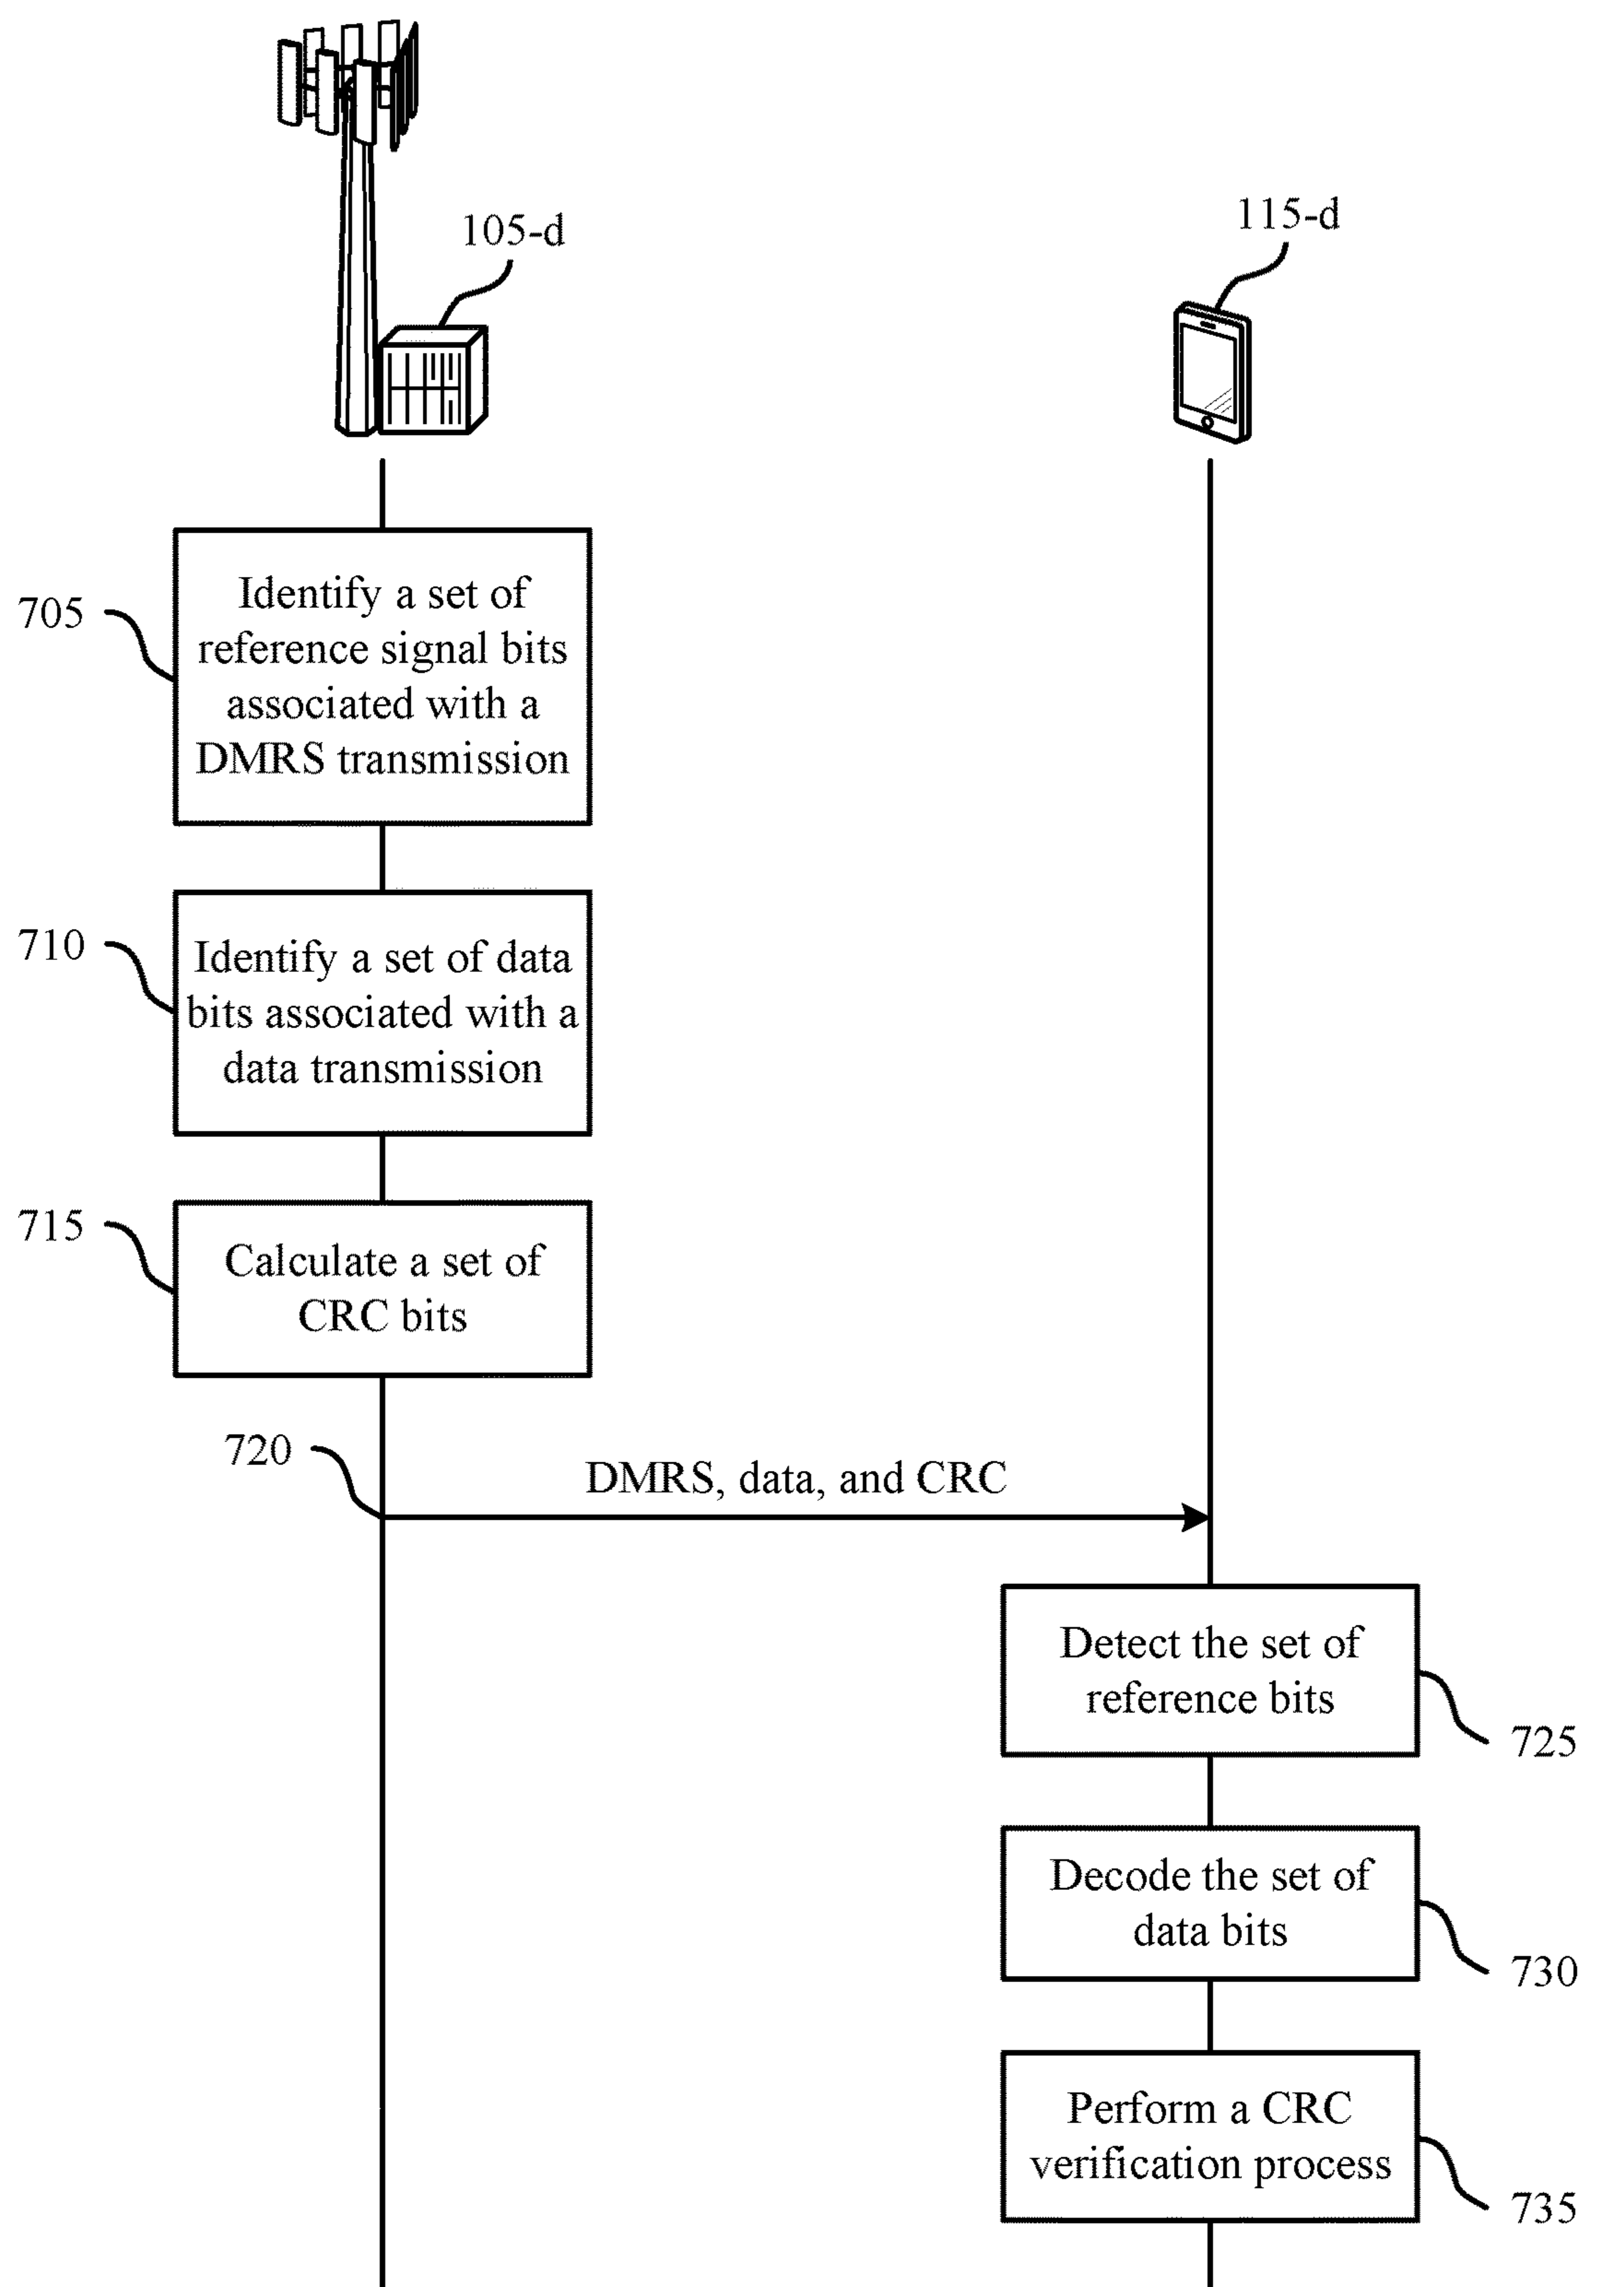 105-d
115-d
705
Identify a set of
reference signal bits
associated with a
DMRS transmission
710
Identify a set of data
bits associated with a
data transmission
715
Calculate a set of
CRC bits
720
DMRS, data, and CRC
Detect the set of
reference bits
725
Decode the set of
data bits
730
Perform a CRC
verification process
735